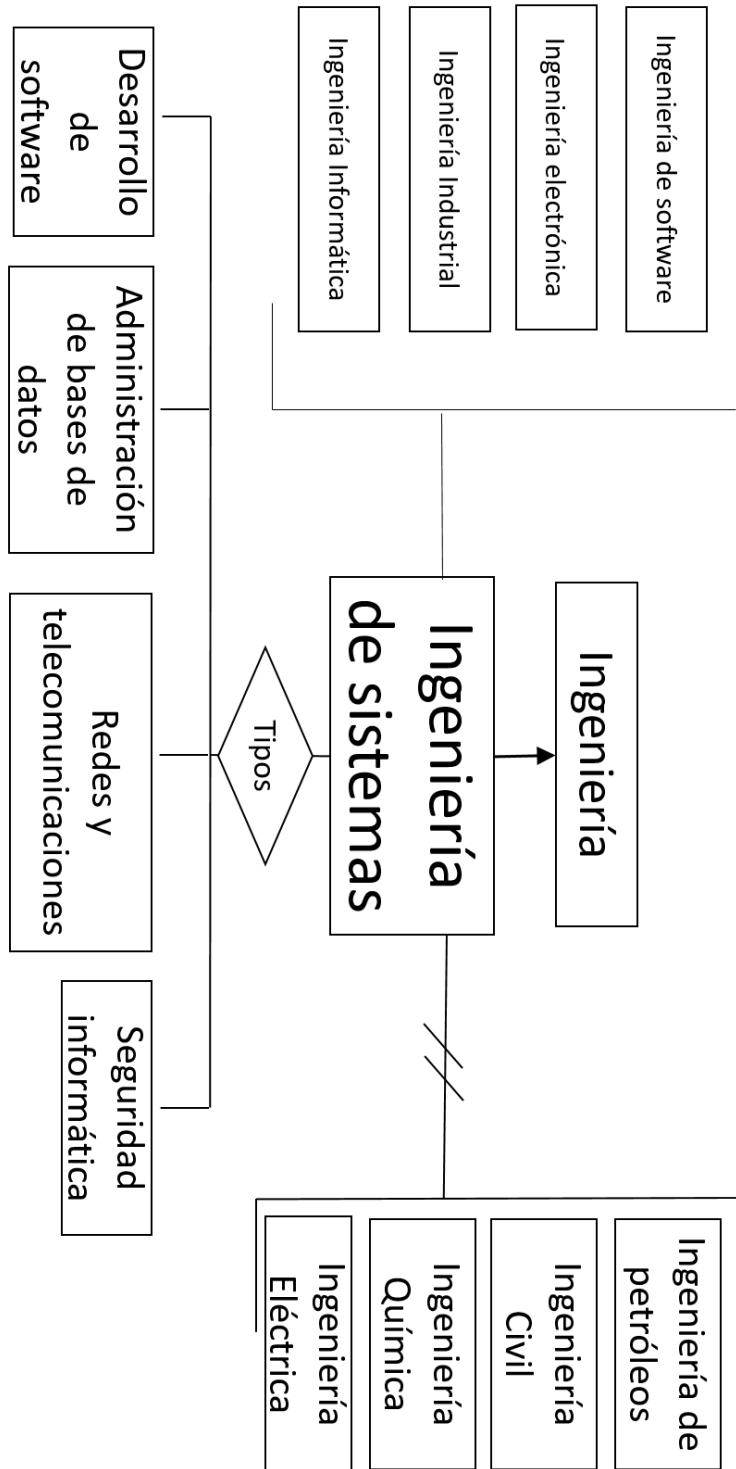 Ingeniería
Ingeniería de software
Ingeniería electrónica
Ingeniería Industrial
Ingeniería Informática
Ingeniería
de sistemas
Ingeniería de
petróleos
Ingeniería
Civil
Ingeniería
Química
Ingeniería
Eléctrica
Tipos
Desarrollo
de
software
Administración
de bases de
datos
Redes y
telecomunicaciones
Seguridad
informática